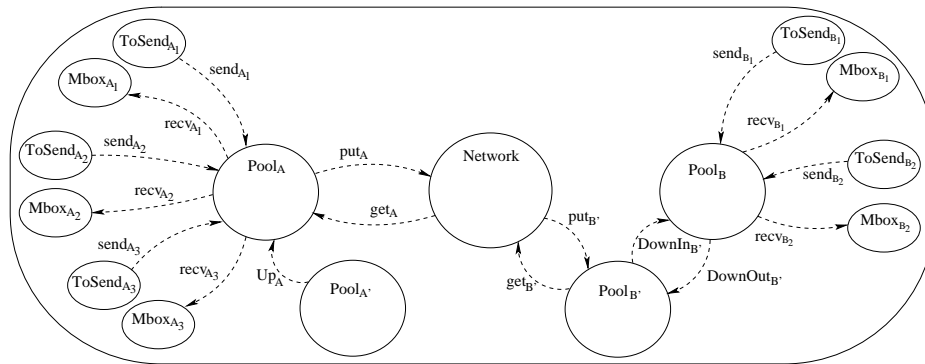 ToSend_A1
send_A1
Mbox_A1
recv_A1
ToSend_A2
send_A2
Pool_A
put_A
Network
get_A
recv_A2
Mbox_A2
send_A3
ToSend_A3
recv_A3
Mbox_A3
Up_A'
Pool_A'
put_B'
get_B'
Pool_B'
DownIn_B'
DownOut_B'
Pool_B
ToSend_B1
send_B1
Mbox_B1
recv_B1
ToSend_B2
send_B2
recv_B2
Mbox_B2